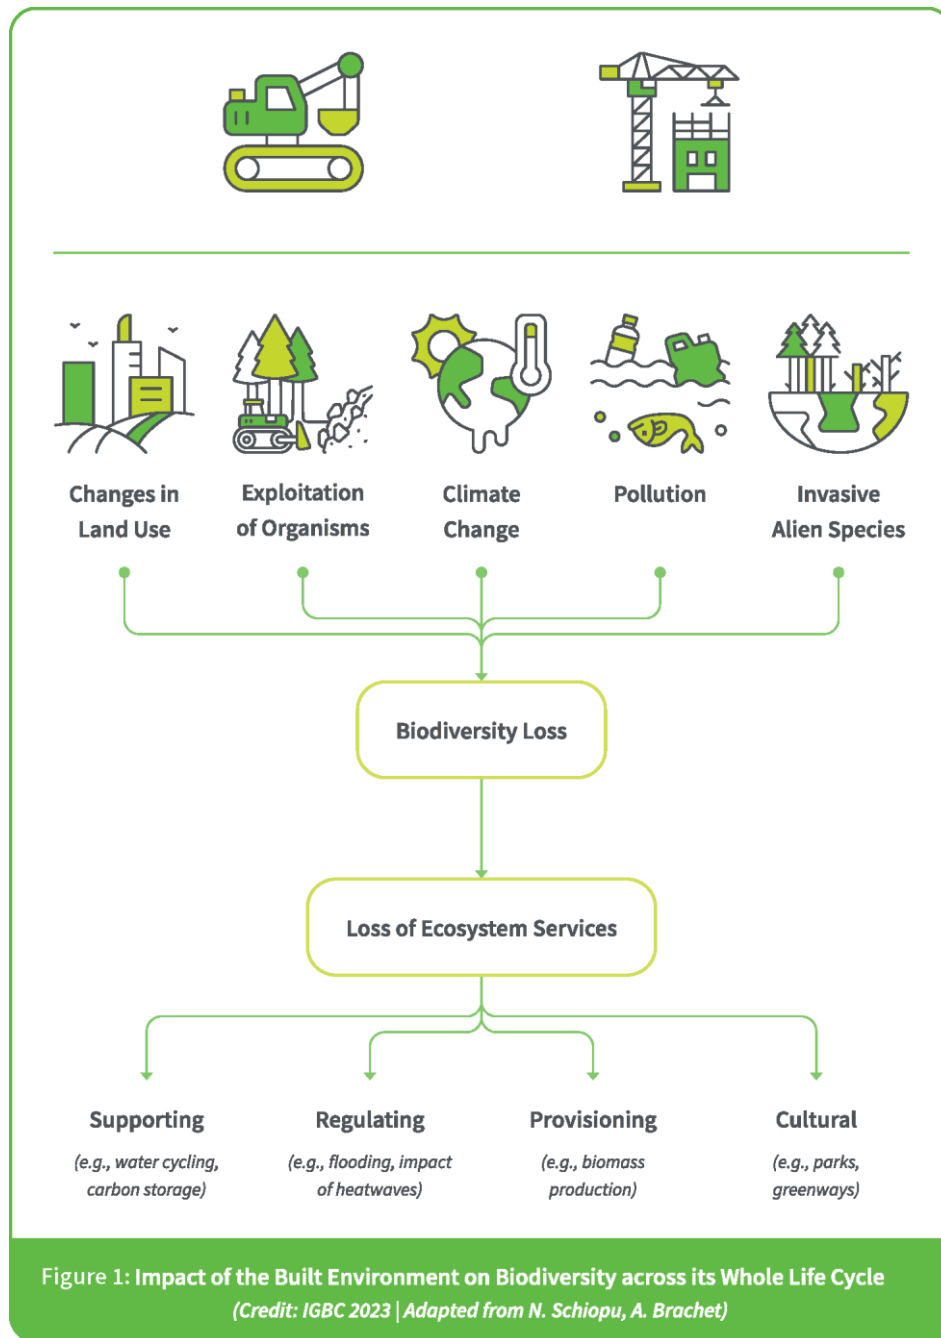 Changes in
Land Use
Exploitation
of Organisms
Climate
Change
Pollution
Invasive
Alien Species
Biodiversity Loss
Loss of Ecosystem Services
Supporting
(e.g., water cycling,
carbon storage)
Regulating
(e.g., flooding, impact
of heatwaves)
Provisioning
(e.g., biomass
production)
Cultural
(e.g., parks,
greenways)
Figure 1: Impact of the Built Environment on Biodiversity across its Whole Life Cycle
(Credit: IGBC 2023 | Adapted from N. Schiopu, A. Brachet)